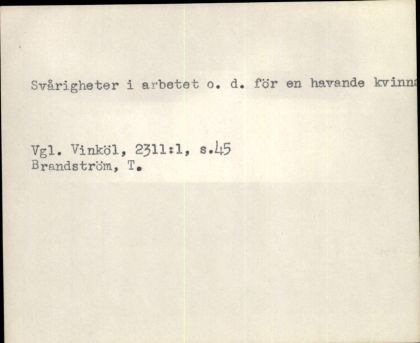 Svårigheter i arbetet o. d. för en havande kvinna
Vgl. Vinköl, 2311:1, s.45
Brandström, T.